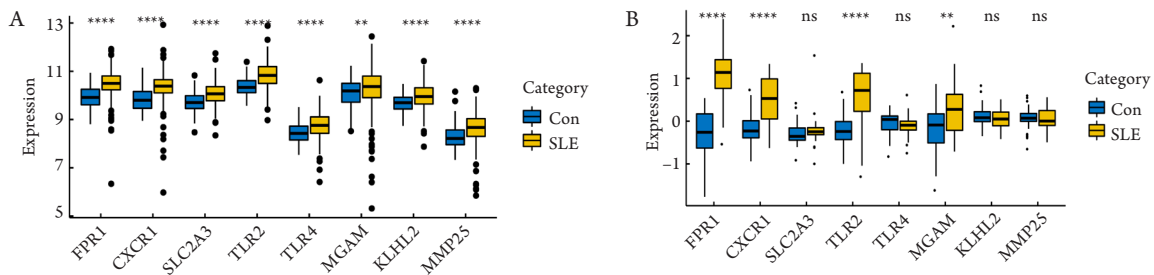 A
Expression
13
11
9
7
5
**** **** **** **** **** ** **** ****
FPR1
CXCR1
SLC2A3
TLR2
TLR4
MGAM
KLHL2
MMP25
Category
Con
SLE
B
Expression
2
1
0
−1
**** **** ns **** ns ** ns ns
FPR1
CXCR1
SLC2A3
TLR2
TLR4
MGAM
KLHL2
MMP25
Category
Con
SLE